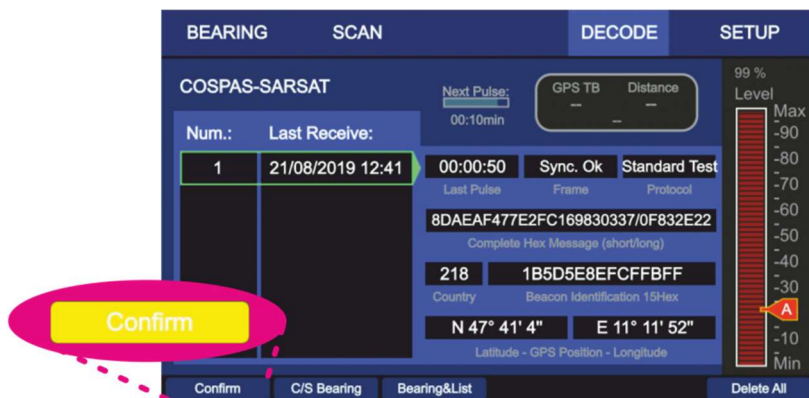 BEARING SCAN DECODE SETUP
COSPAS-SARSAT
Next Pulse:
00:10min
GPS TB Distance
-- --
_
99 %
Level
Max
-90
-80
-70
-60
-50
-40
-30
A
-10
Min
Num.: Last Receive:
1 21/08/2019 12:41
00:00:50 Sync. Ok Standard Test
Last Pulse Frame Protocol
8DAEAF477E2FC169830337/0F832E22
Complete Hex Message (short/long)
218 1B5D5E8EFCFFBFF
Country Beacon Identification 15Hex
N 47° 41' 4" E 11° 11' 52"
Latitude - GPS Position - Longitude
Confirm
Confirm C/S Bearing Bearing&List Delete All